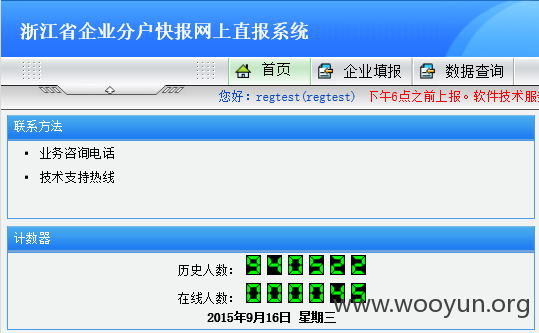 浙江省企业分户快报网上直报系统
首页 企业填报 数据查询
您好：regtest(regtest) 下午6点之前上报。软件技术服
联系方法
业务咨询电话
技术支持热线
计数器
历史人数： 940522
在线人数： 000045
www.wooyun.org
2015年9月16日 星期三